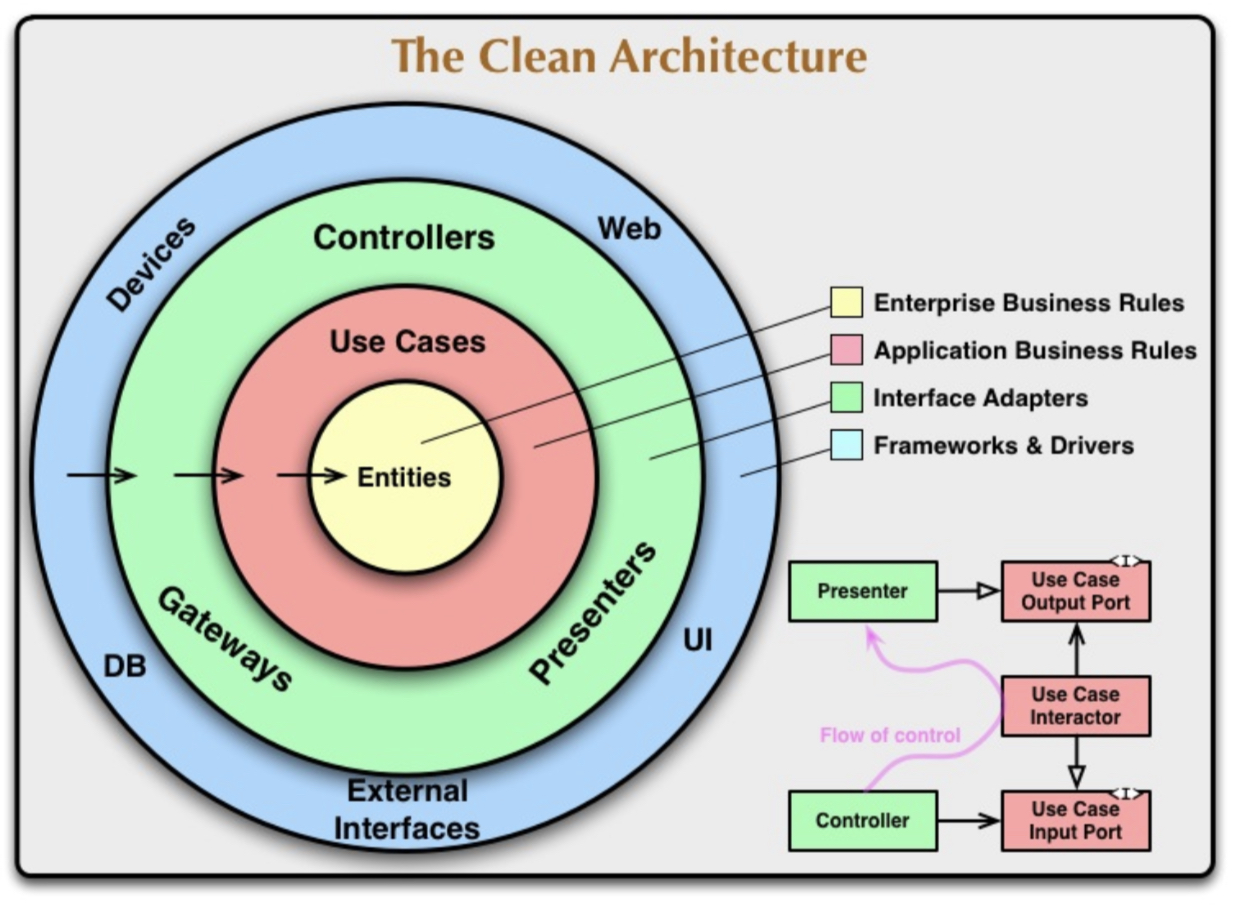 The Clean Architecture
Devices
Controllers
Web
Use Cases
Entities
Gateways
Presenters
DB
UI
External
Interfaces
Enterprise Business Rules
Application Business Rules
Interface Adapters
Frameworks & Drivers
Presenter
<I>
Use Case
Output Port
Use Case
Interactor
Flow of control
Controller
<I>
Use Case
Input Port